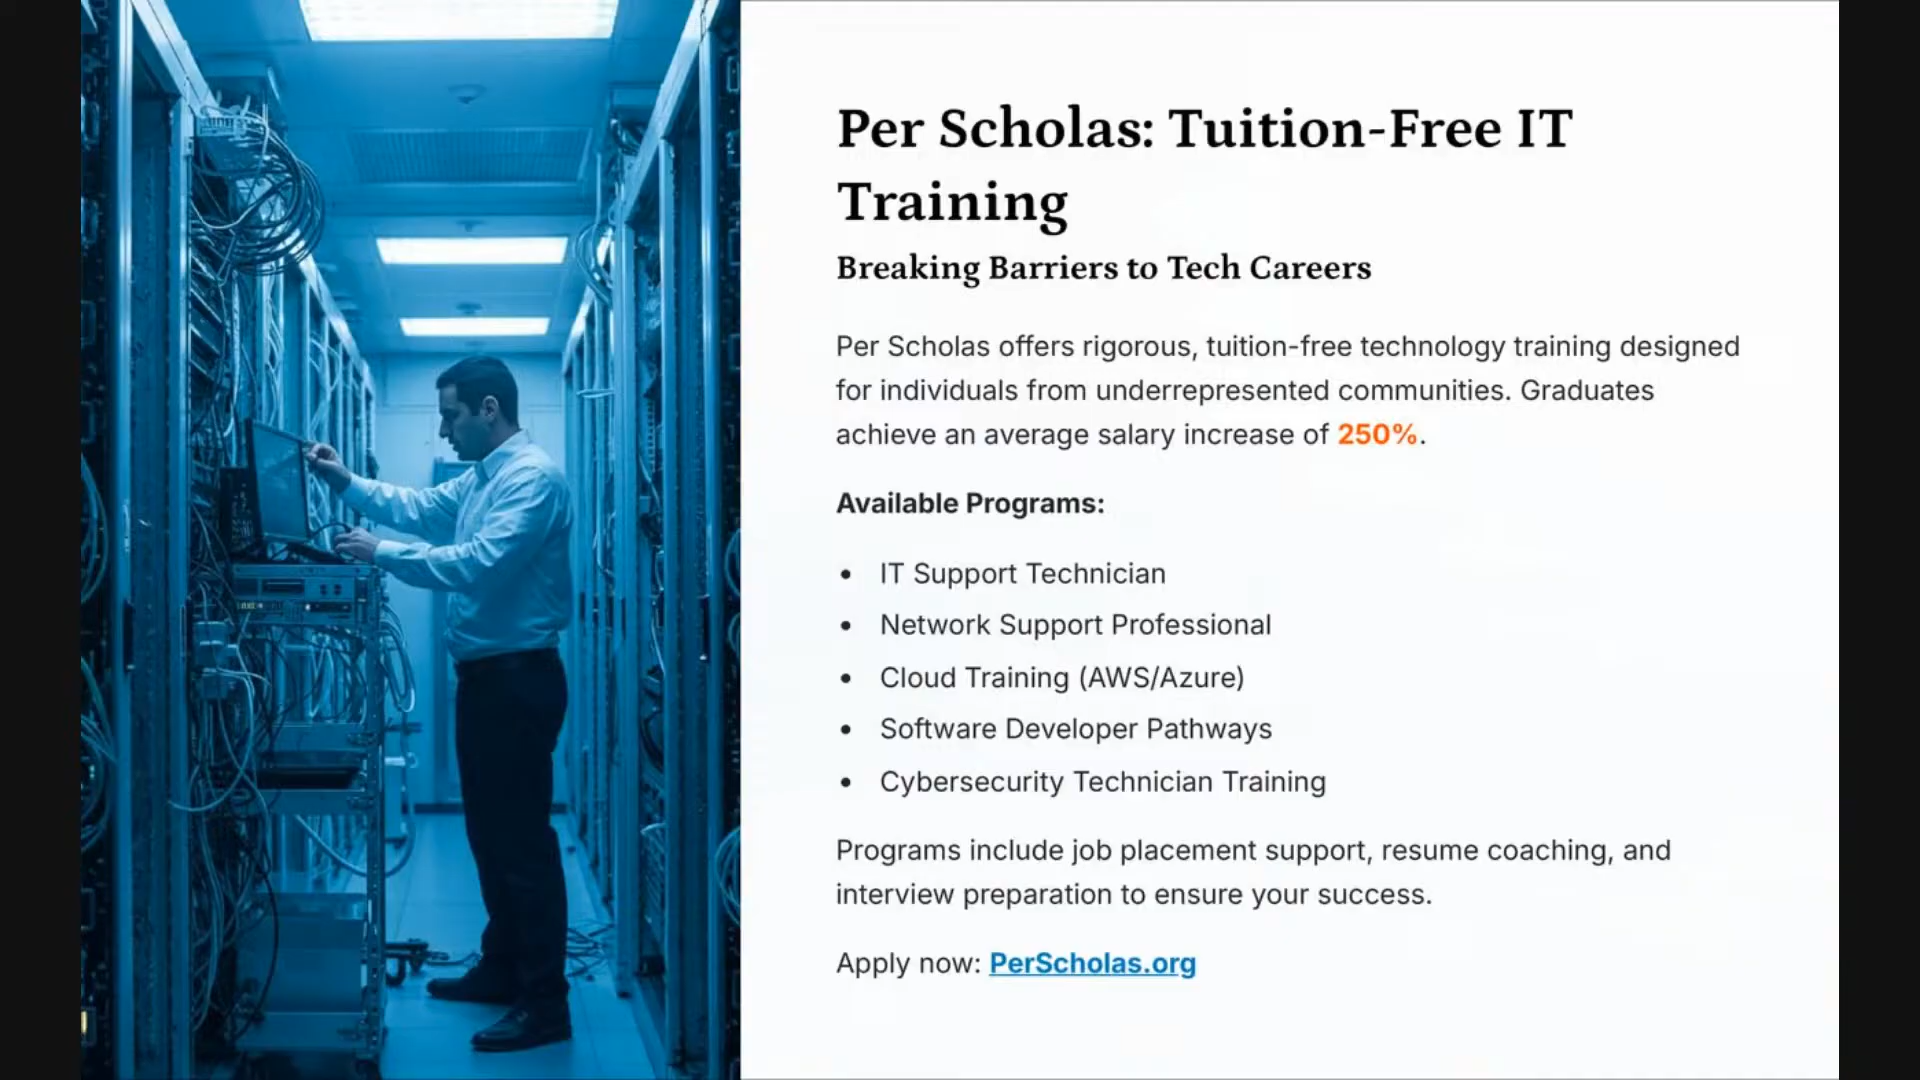 Per Scholas: Tuition-Free IT
Training
Breaking Barriers to Tech Careers
Per Scholas offers rigorous, tuition-free technology training designed
for individuals from underrepresented communities. Graduates
achieve an average salary increase of 250%.
Available Programs:
• IT Support Technician
• Network Support Professional
• Cloud Training (AWS/Azure)
• Software Developer Pathways
• Cybersecurity Technician Training
Programs include job placement support, resume coaching, and
interview preparation to ensure your success.
Apply now: PerScholas.org